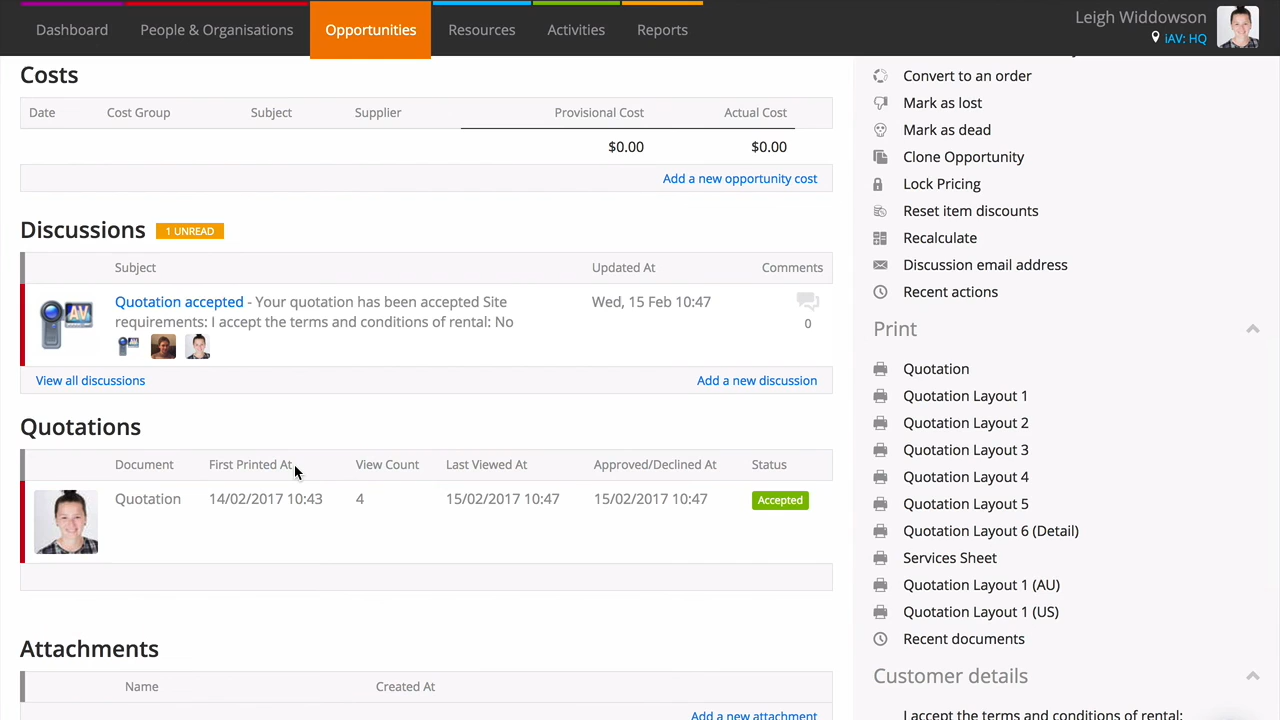 Dashboard People & Organisations Opportunities Resources Activities Reports
Leigh Widdowson
iAV: HQ
Costs
Date Cost Group Subject Supplier Provisional Cost Actual Cost
$0.00 $0.00
Add a new opportunity cost
Discussions 1 UNREAD
Subject Updated At Comments
Quotation accepted - Your quotation has been accepted Site Wed, 15 Feb 10:47
requirements: I accept the terms and conditions of rental: No 0
View all discussions Add a new discussion
Quotations
Document First Printed At View Count Last Viewed At Approved/Declined At Status
Quotation 14/02/2017 10:43 4 15/02/2017 10:47 15/02/2017 10:47 Accepted
Attachments
Name Created At
Add a new attachment
Convert to an order
Mark as lost
Mark as dead
Clone Opportunity
Lock Pricing
Reset item discounts
Recalculate
Discussion email address
Recent actions
Print
Quotation
Quotation Layout 1
Quotation Layout 2
Quotation Layout 3
Quotation Layout 4
Quotation Layout 5
Quotation Layout 6 (Detail)
Services Sheet
Quotation Layout 1 (AU)
Quotation Layout 1 (US)
Recent documents
Customer details
I accept the terms and conditions of rental: